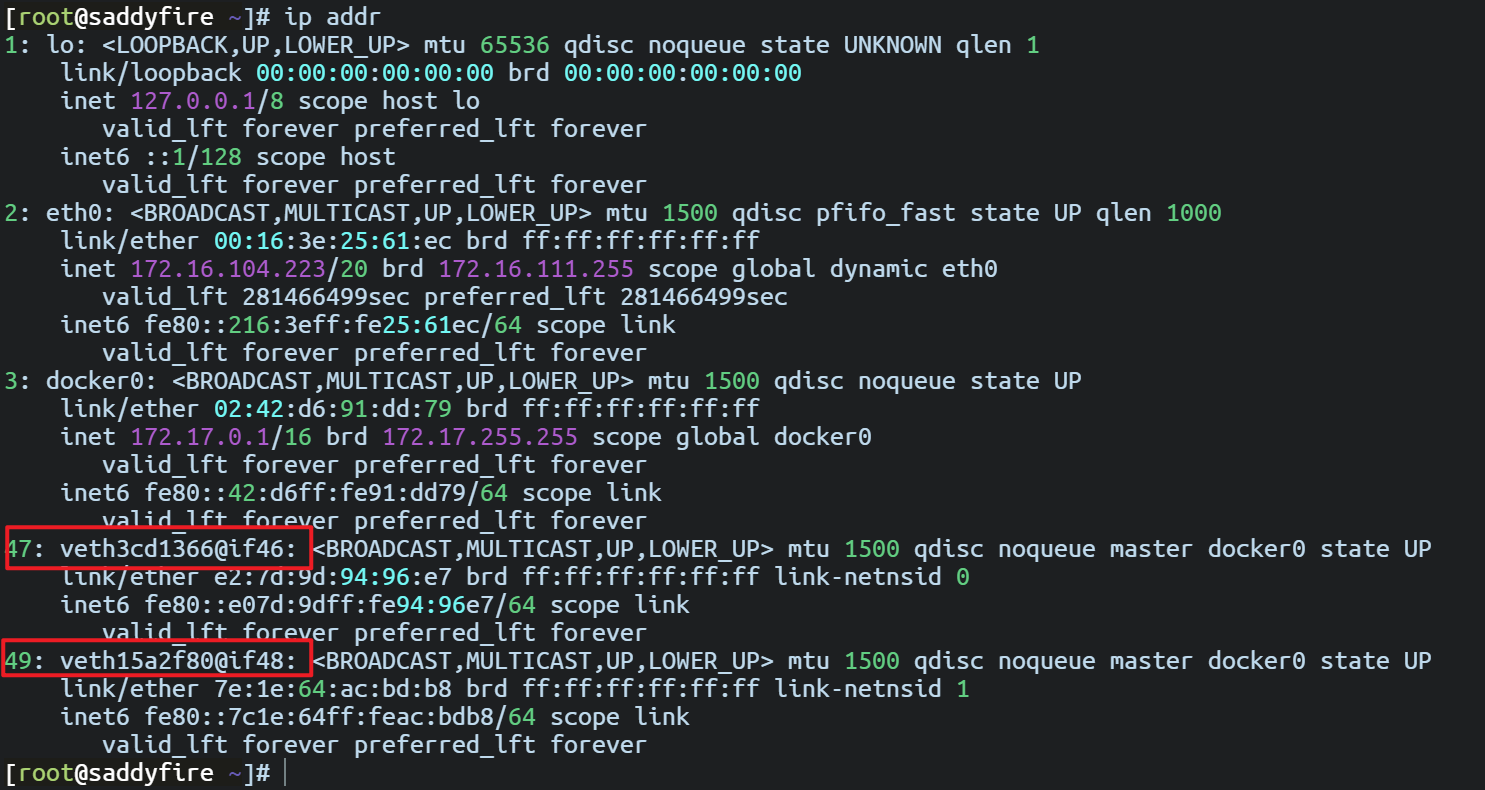 [root@saddyfire ~]# ip addr
1: lo: <LOOPBACK,UP,LOWER_UP> mtu 65536 qdisc noqueue state UNKNOWN qlen 1
    link/loopback 00:00:00:00:00:00 brd 00:00:00:00:00:00
    inet 127.0.0.1/8 scope host lo
       valid_lft forever preferred_lft forever
    inet6 ::1/128 scope host
       valid_lft forever preferred_lft forever
2: eth0: <BROADCAST,MULTICAST,UP,LOWER_UP> mtu 1500 qdisc pfifo_fast state UP qlen 1000
    link/ether 00:16:3e:25:61:ec brd ff:ff:ff:ff:ff:ff
    inet 172.16.104.223/20 brd 172.16.111.255 scope global dynamic eth0
       valid_lft 281466499sec preferred_lft 281466499sec
    inet6 fe80::216:3eff:fe25:61ec/64 scope link
       valid_lft forever preferred_lft forever
3: docker0: <BROADCAST,MULTICAST,UP,LOWER_UP> mtu 1500 qdisc noqueue state UP
    link/ether 02:42:d6:91:dd:79 brd ff:ff:ff:ff:ff:ff
    inet 172.17.0.1/16 brd 172.17.255.255 scope global docker0
       valid_lft forever preferred_lft forever
    inet6 fe80::42:d6ff:fe91:dd79/64 scope link
       valid_lft forever preferred_lft forever
47: veth3cd1366@if46: <BROADCAST,MULTICAST,UP,LOWER_UP> mtu 1500 qdisc noqueue master docker0 state UP
    link/ether e2:7d:9d:94:96:e7 brd ff:ff:ff:ff:ff:ff link-netnsid 0
    inet6 fe80::e07d:9dff:fe94:96e7/64 scope link
       valid_lft forever preferred_lft forever
49: veth15a2f80@if48: <BROADCAST,MULTICAST,UP,LOWER_UP> mtu 1500 qdisc noqueue master docker0 state UP
    link/ether 7e:1e:64:ac:bd:b8 brd ff:ff:ff:ff:ff:ff link-netnsid 1
    inet6 fe80::7c1e:64ff:feac:bdb8/64 scope link
       valid_lft forever preferred_lft forever
[root@saddyfire ~]#